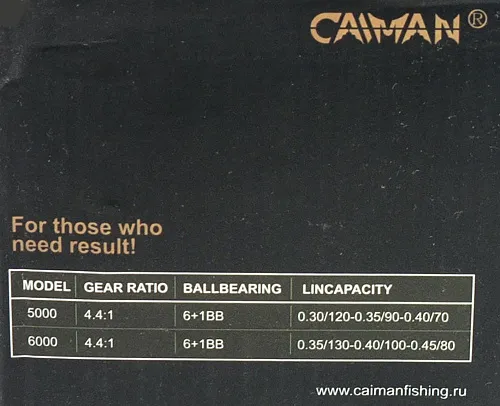 CAIMAN®
For those who
need result!
MODEL GEAR RATIO BALLBEARING LINCAPACITY
5000 4.4:1 6+1BB 0.30/120-0.35/90-0.40/70
6000 4.4:1 6+1BB 0.35/130-0.40/100-0.45/80
www.caimanfishing.ru